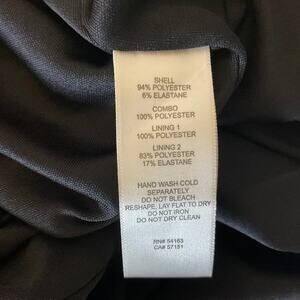 SHELL
94% POLYESTER
6% ELASTANE
COMBO
100% POLYESTER
LINING 1
100% POLYESTER
LINING 2
83% POLYESTER
17% ELASTANE
HAND WASH COLD
SEPARATELY
DO NOT BLEACH
RESHAPE, LAY FLAT TO DRY
DO NOT IRON
DO NOT DRY CLEAN
RN# 54163
CA# 57151